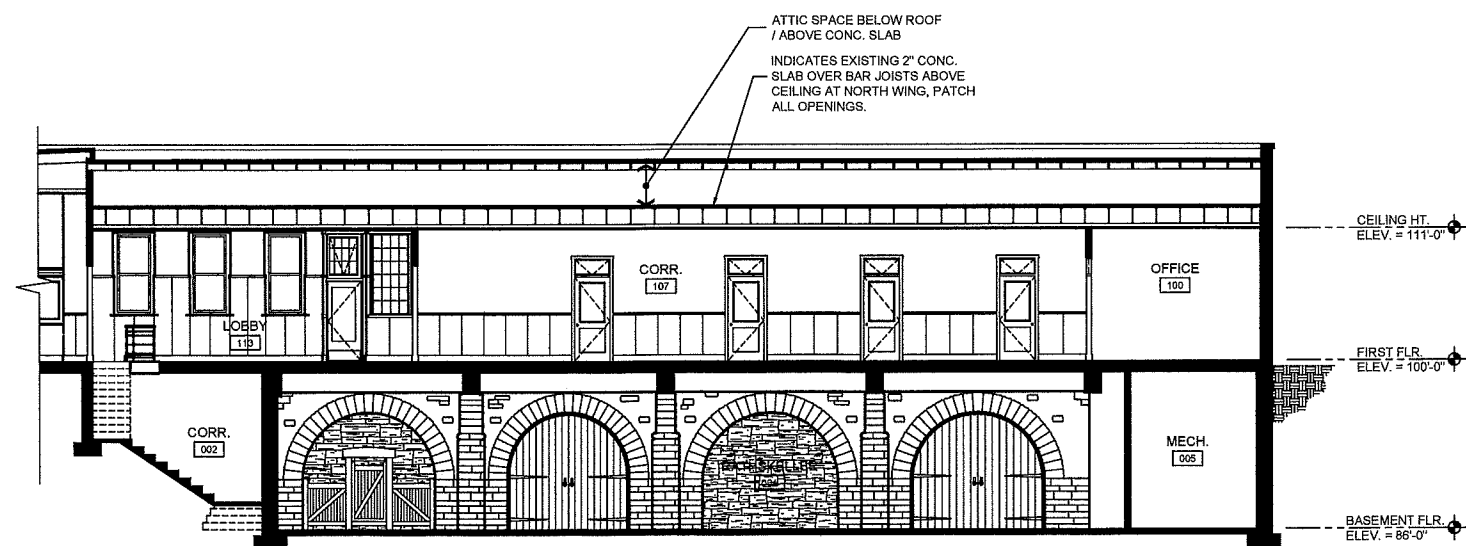 ATTIC SPACE BELOW ROOF
/ ABOVE CONC. SLAB
INDICATES EXISTING 2" CONC.
SLAB OVER BAR JOISTS ABOVE
CEILING AT NORTH WING, PATCH
ALL OPENINGS.
CEILING HT.
ELEV. = 111'-0"
CORR.
107
OFFICE
100
LOBBY
113
FIRST FLR.
ELEV. = 100'-0"
CORR.
002
MECH.
005
BASEMENT FLR.
ELEV. = 86'-0"